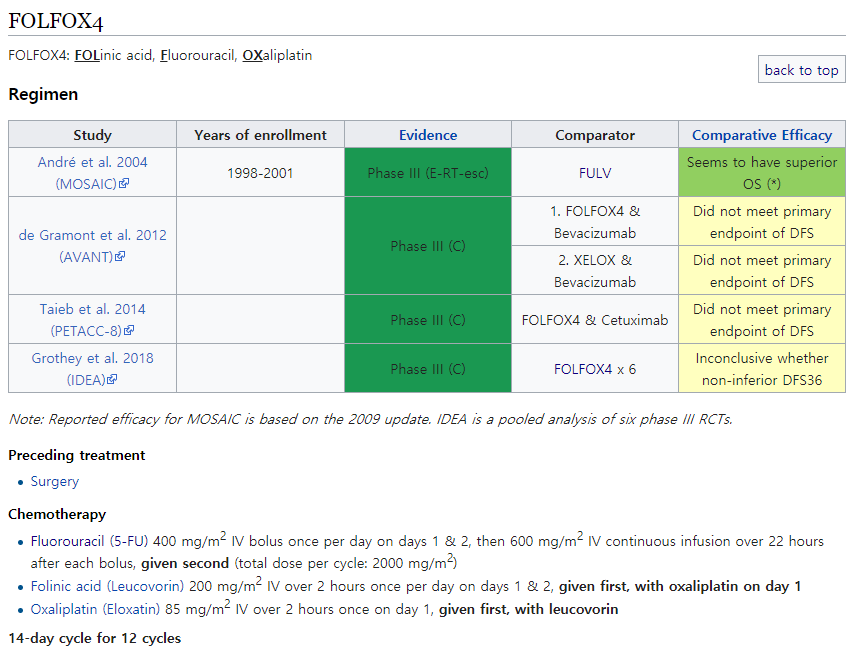 FOLFOX4
FOLFOX4: FOLinic acid, Fluorouracil, OXaliplatin
back to top
Regimen
Study Years of enrollment Evidence Comparator Comparative Efficacy
André et al. 2004
(MOSAIC)
1998-2001
Phase III (E-RT-esc)
FULV
Seems to have superior
OS (*)
de Gramont et al. 2012
(AVANT)
Phase III (C)
1. FOLFOX4 &
Bevacizumab
Did not meet primary
endpoint of DFS
2. XELOX &
Bevacizumab
Did not meet primary
endpoint of DFS
Taieb et al. 2014
(PETACC-8)
Phase III (C)
FOLFOX4 & Cetuximab
Did not meet primary
endpoint of DFS
Grothey et al. 2018
(IDEA)
Phase III (C)
FOLFOX4 x 6
Inconclusive whether
non-inferior DFS36
Note: Reported efficacy for MOSAIC is based on the 2009 update. IDEA is a pooled analysis of six phase III RCTs.
Preceding treatment
• Surgery
Chemotherapy
• Fluorouracil (5-FU) 400 mg/m² IV bolus once per day on days 1 & 2, then 600 mg/m² IV continuous infusion over 22 hours
after each bolus, given second (total dose per cycle: 2000 mg/m²)
• Folinic acid (Leucovorin) 200 mg/m² IV over 2 hours once per day on days 1 & 2, given first, with oxaliplatin on day 1
• Oxaliplatin (Eloxatin) 85 mg/m² IV over 2 hours once on day 1, given first, with leucovorin
14-day cycle for 12 cycles